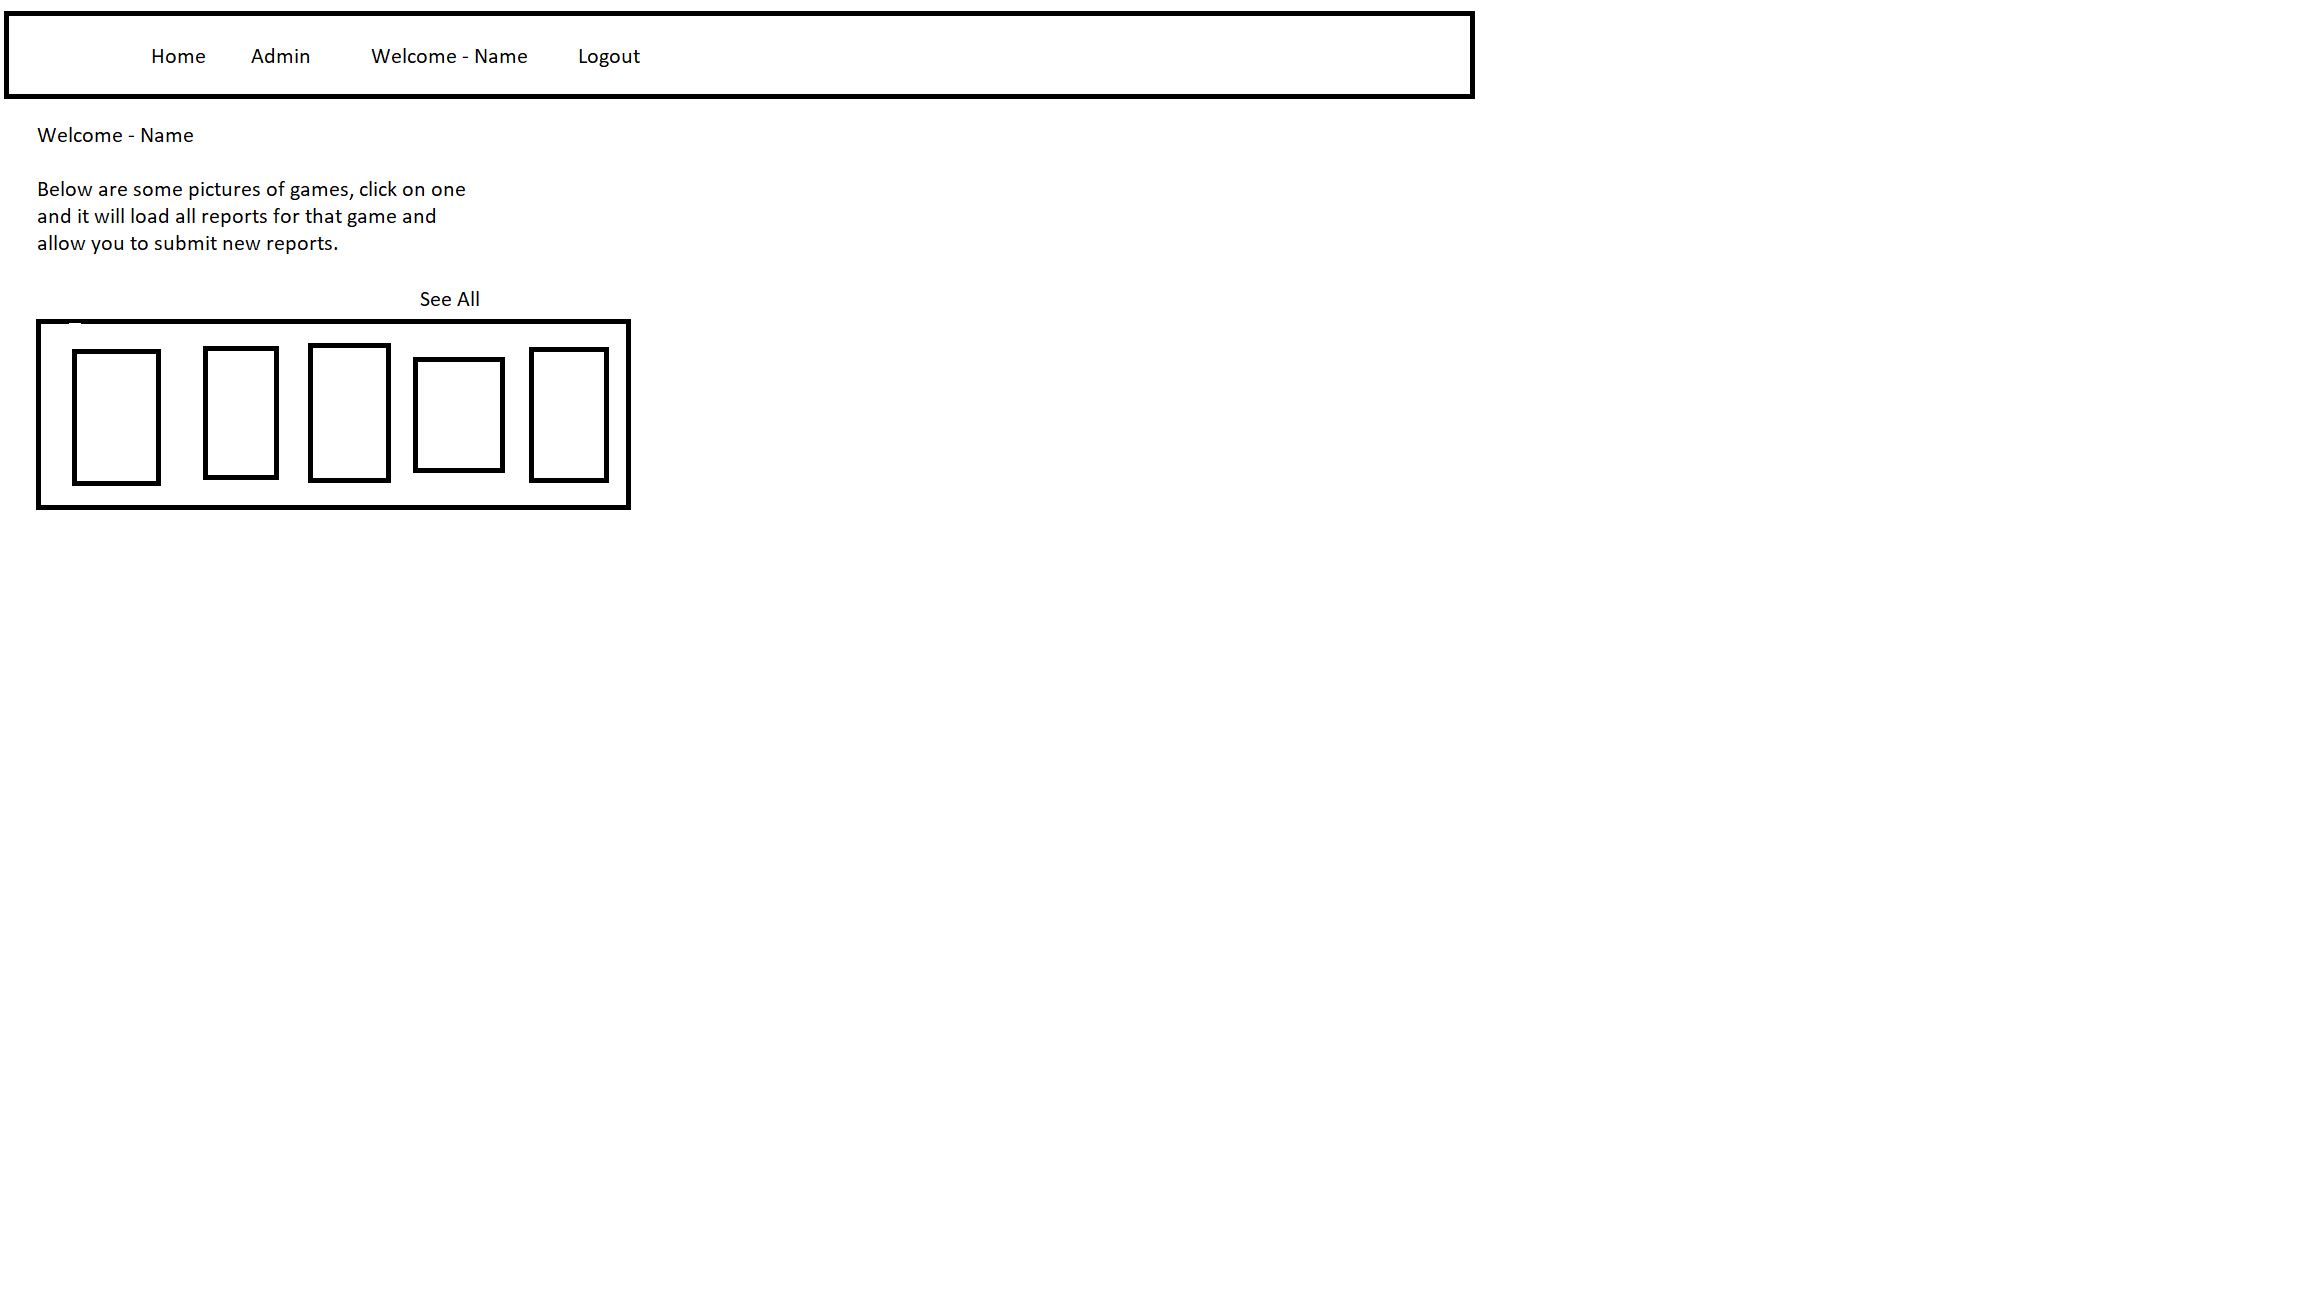 Home Admin Welcome - Name Logout
Welcome - Name
Below are some pictures of games, click on one
and it will load all reports for that game and
allow you to submit new reports.
See All